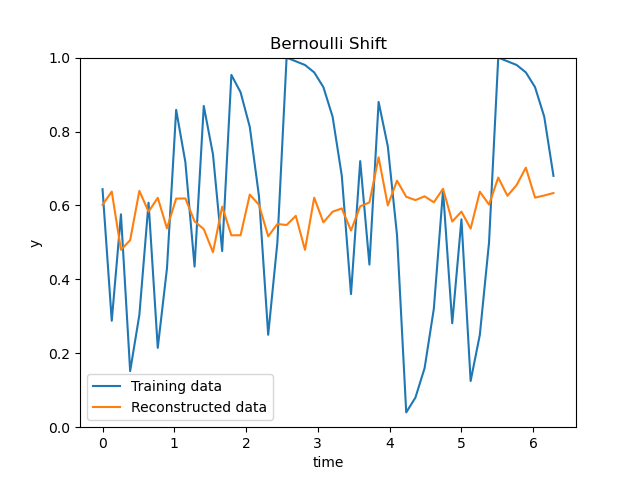 Bernoulli Shift
1.0
0.8
0.6
0.4
0.2
0.0
y
Training data
Reconstructed data
0 1 2 3 4 5 6
time